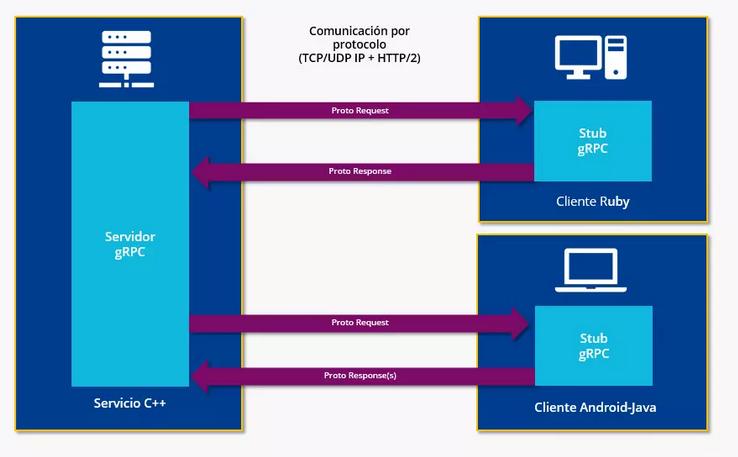 Comunicación por
protocolo
(TCP/UDP IP + HTTP/2)
Proto Request
Stub
gRPC
Proto Response
Cliente Ruby
Servidor
gRPC
Proto Request
Stub
gRPC
Proto Response(s)
Servicio C++
Cliente Android-Java